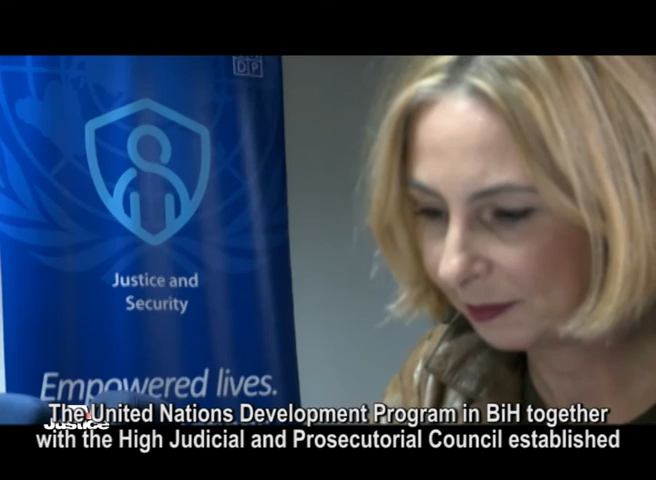 DP
Justice and
Security
Empowered lives.
The United Nations Development Program in BiH together
Justice
with the High Judicial and Prosecutorial Council established